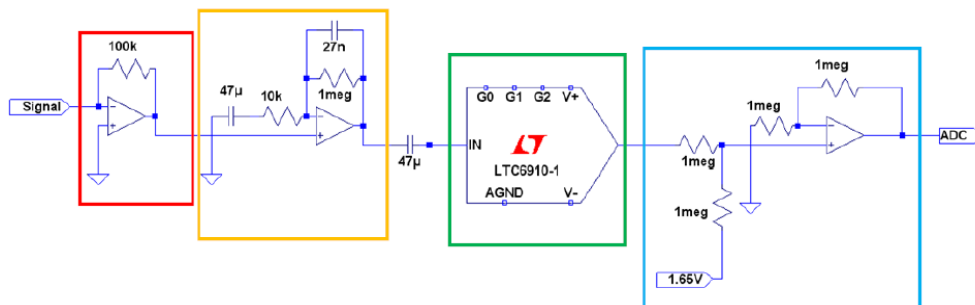 Signal
100k
47µ
10k
27n
1meg
47µ
G0 G1 G2 V+
IN
LTC6910-1
AGND V-
1meg
1meg
1.65V
1meg
1meg
ADC